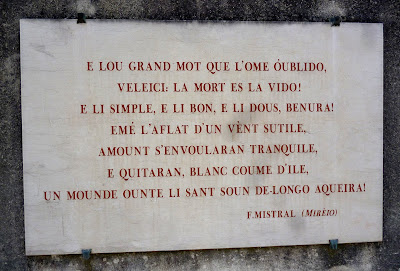 E LOU GRAND MOT QUE L'OME ÓUBLIDO,
VELEICI: LA MORT ES LA VIDO!
E LI SIMPLE, E LI BON, E LI DOUS, BENURA!
EMÉ L'AFLAT D'UN VÈNT SUTILE,
AMOUNT S'ENVOULARAN TRANQUILE,
E QUITARAN, BLANC COUME D'ILE,
UN MOUNDE OUNTE LI SANT SOUN DE-LONGO AQUEIRA!
F.MISTRAL (MIRÈIO)